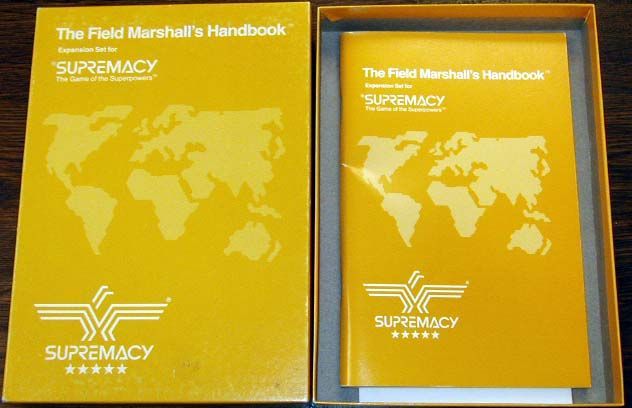 The Field Marshall's Handbook™
Expansion Set for
®SUPREMACY
The Game of the Superpowers™
®
SUPREMACY
The Field Marshall's Handbook™
Expansion Set for
®SUPREMACY
The Game of the Superpowers™
®
SUPREMACY